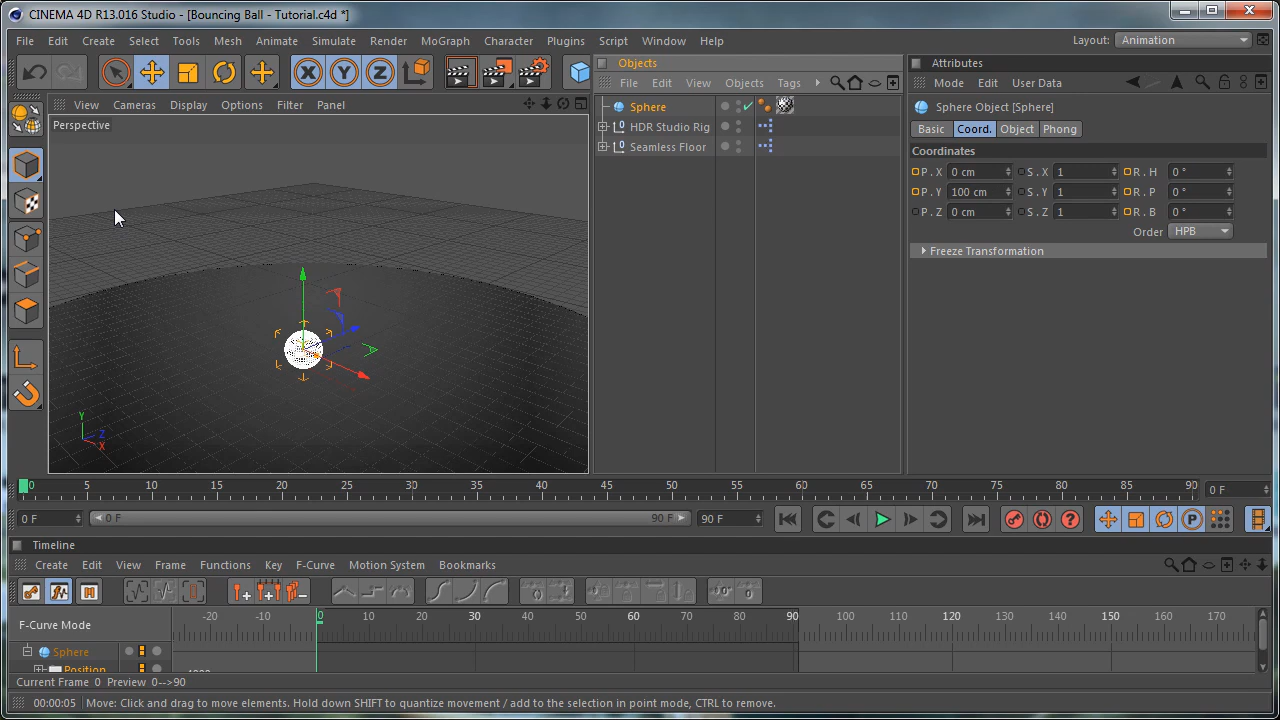 CINEMA 4D R13.016 Studio - [Bouncing Ball - Tutorial.c4d *]
File Edit Create Select Tools Mesh Animate Simulate Render MoGraph Character Plugins Script Window Help Layout: Animation
Objects
Attributes
View Cameras Display Options Filter Panel
File Edit View Objects Tags
Mode Edit User Data
Perspective
Sphere
HDR Studio Rig
Seamless Floor
Sphere Object [Sphere]
Basic Coord. Object Phong
Coordinates
P . X 0 cm S . X 1 R . H 0 °
P . Y 100 cm S . Y 1 R . P 0 °
P . Z 0 cm S . Z 1 R . B 0 °
Order HPB
Freeze Transformation
X Y Z
Y Z X
0 5 10 15 20 25 30 35 40 45 50 55 60 65 70 75 80 85 90 0 F
0 F 0 F 90 F 90 F
Timeline
Create Edit View Frame Functions Key F-Curve Motion System Bookmarks
F-Curve Mode
-20 -10 0 10 20 30 40 50 60 70 80 90 100 110 120 130 140 150 160 170
Sphere
Position
Current Frame 0 Preview 0-->90
00:00:05 Move: Click and drag to move elements. Hold down SHIFT to quantize movement / add to the selection in point mode, CTRL to remove.